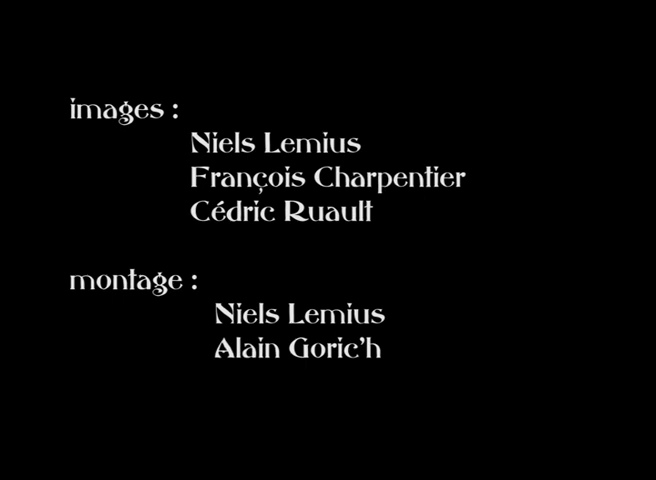 images :
Niels Lemius
François Charpentier
Cédric Ruault
montage :
Niels Lemius
Alain Goric'h